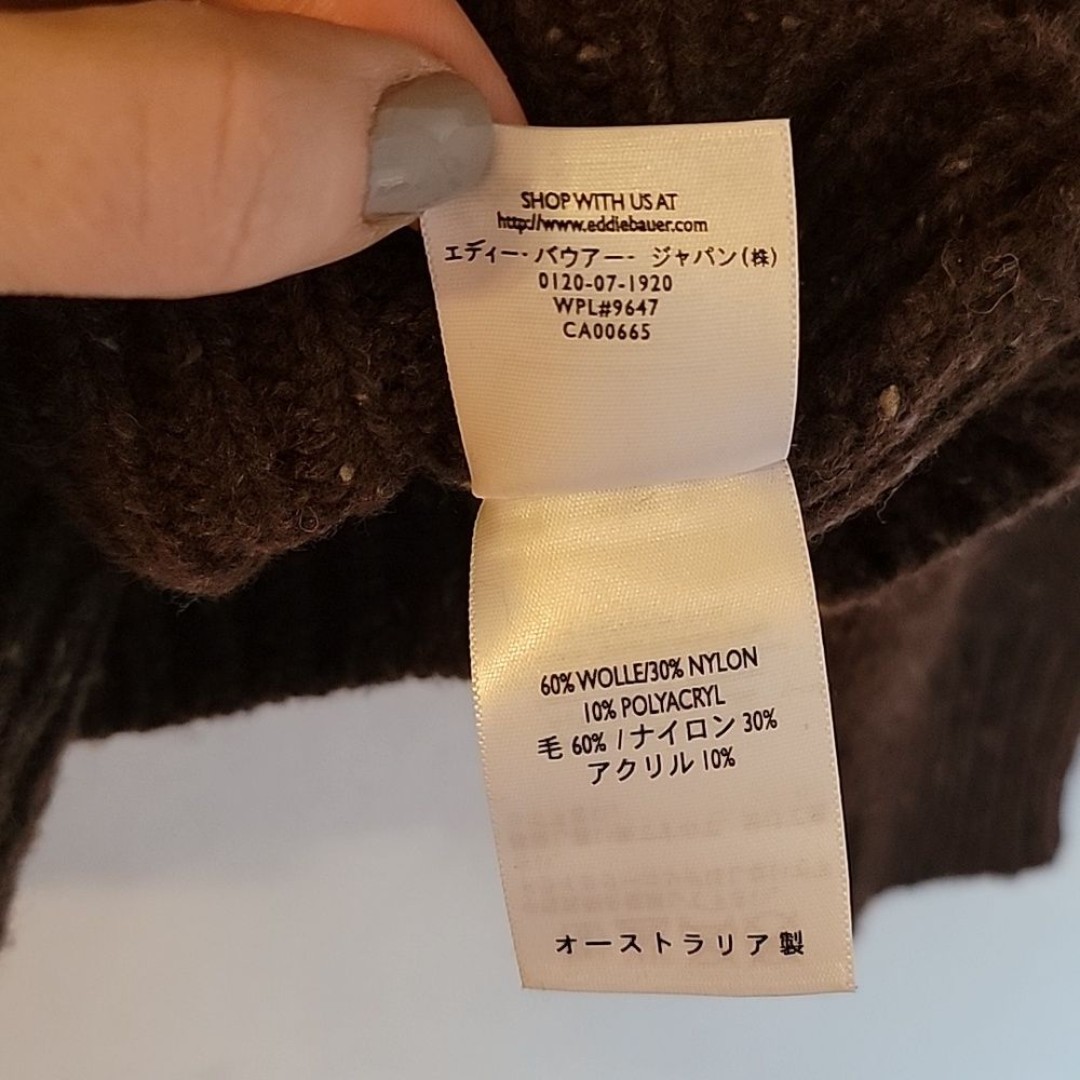 SHOP WITH US AT
http://www.eddiebauer.com
エディー・バウアー・ ジャパン(株)
0120-07-1920
WPL#9647
CA00665
60% WOLLE/30% NYLON
10% POLYACRYL
毛 60% / ナイロン 30%
アクリル 10%
オーストラリア製